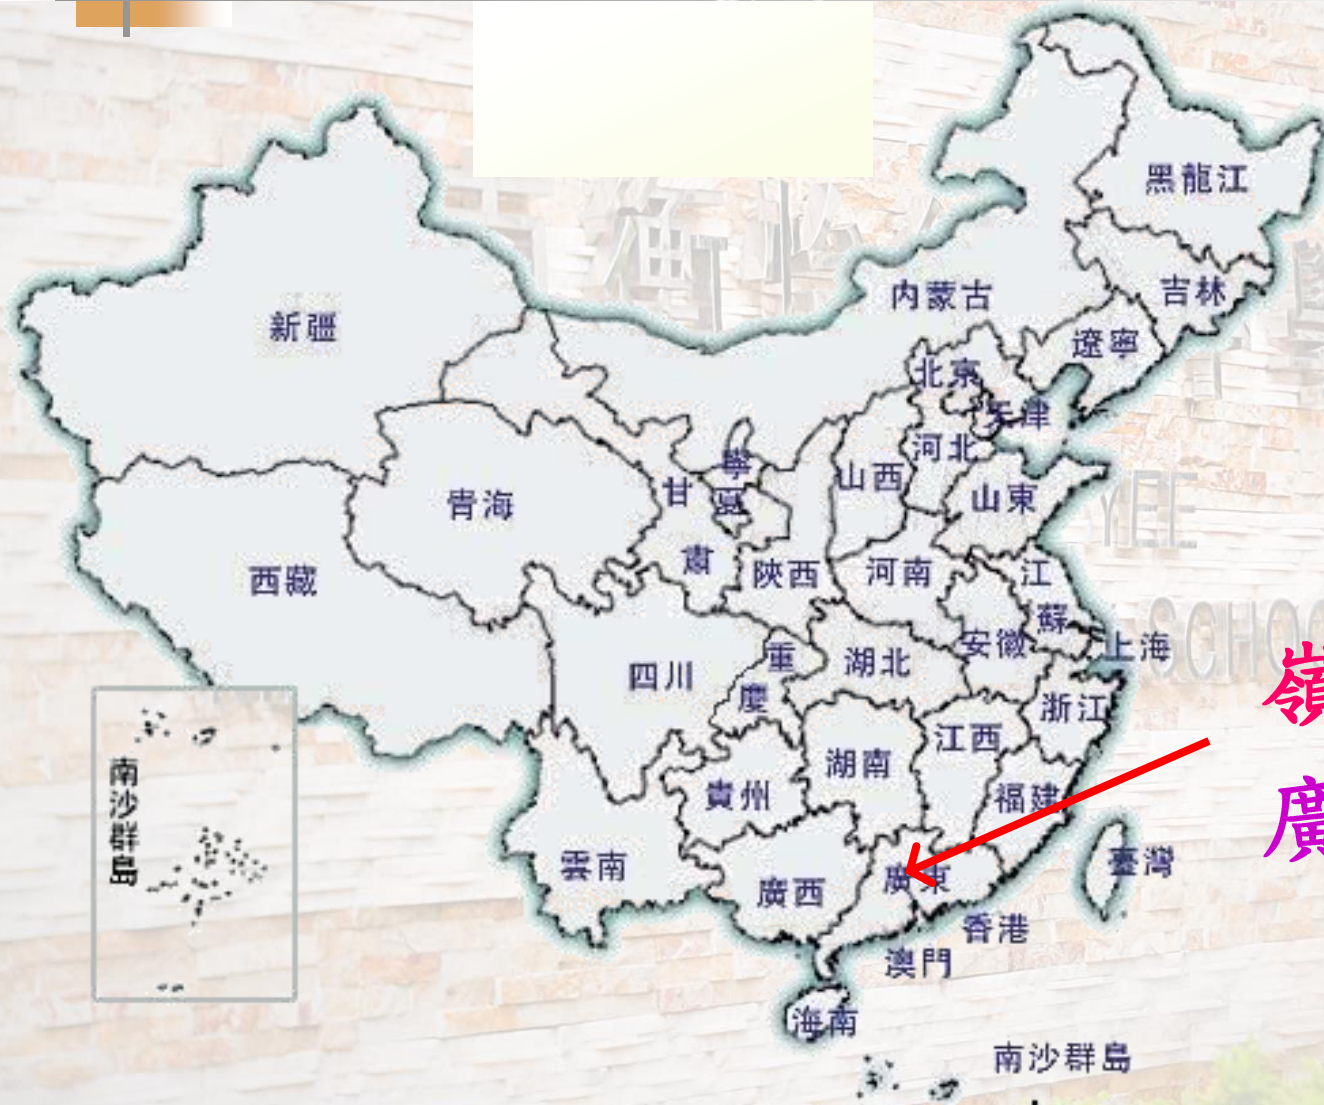 黑龍江
內蒙古
吉林
新疆
遼寧
北京
天津
河北
山西
寧夏
甘肅
青海
山東
陝西
河南
江蘇
西藏
安徽
上海
重慶
湖北
四川
浙江
江西
湖南
貴州
福建
南沙群島
雲南
廣西
廣東
臺灣
香港
澳門
海南
南沙群島
嶺
廣
YEE
SCHOO